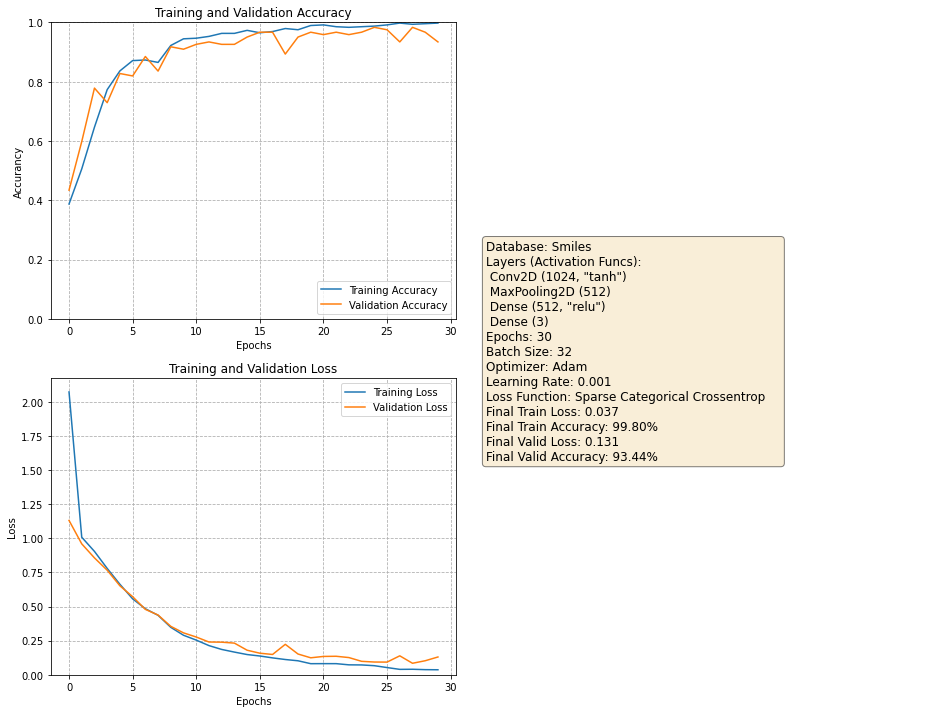 Training and Validation Accuracy
1.0
0.8
0.6
0.4
0.2
0.0
Accurancy
Training Accuracy
Validation Accuracy
0 5 10 15 20 25 30
Epochs
Training and Validation Loss
2.00
1.75
1.50
1.25
1.00
0.75
0.50
0.25
0.00
Loss
Training Loss
Validation Loss
0 5 10 15 20 25 30
Epochs
Database: Smiles
Layers (Activation Funcs):
Conv2D (1024, "tanh")
MaxPooling2D (512)
Dense (512, "relu")
Dense (3)
Epochs: 30
Batch Size: 32
Optimizer: Adam
Learning Rate: 0.001
Loss Function: Sparse Categorical Crossentrop
Final Train Loss: 0.037
Final Train Accuracy: 99.80%
Final Valid Loss: 0.131
Final Valid Accuracy: 93.44%